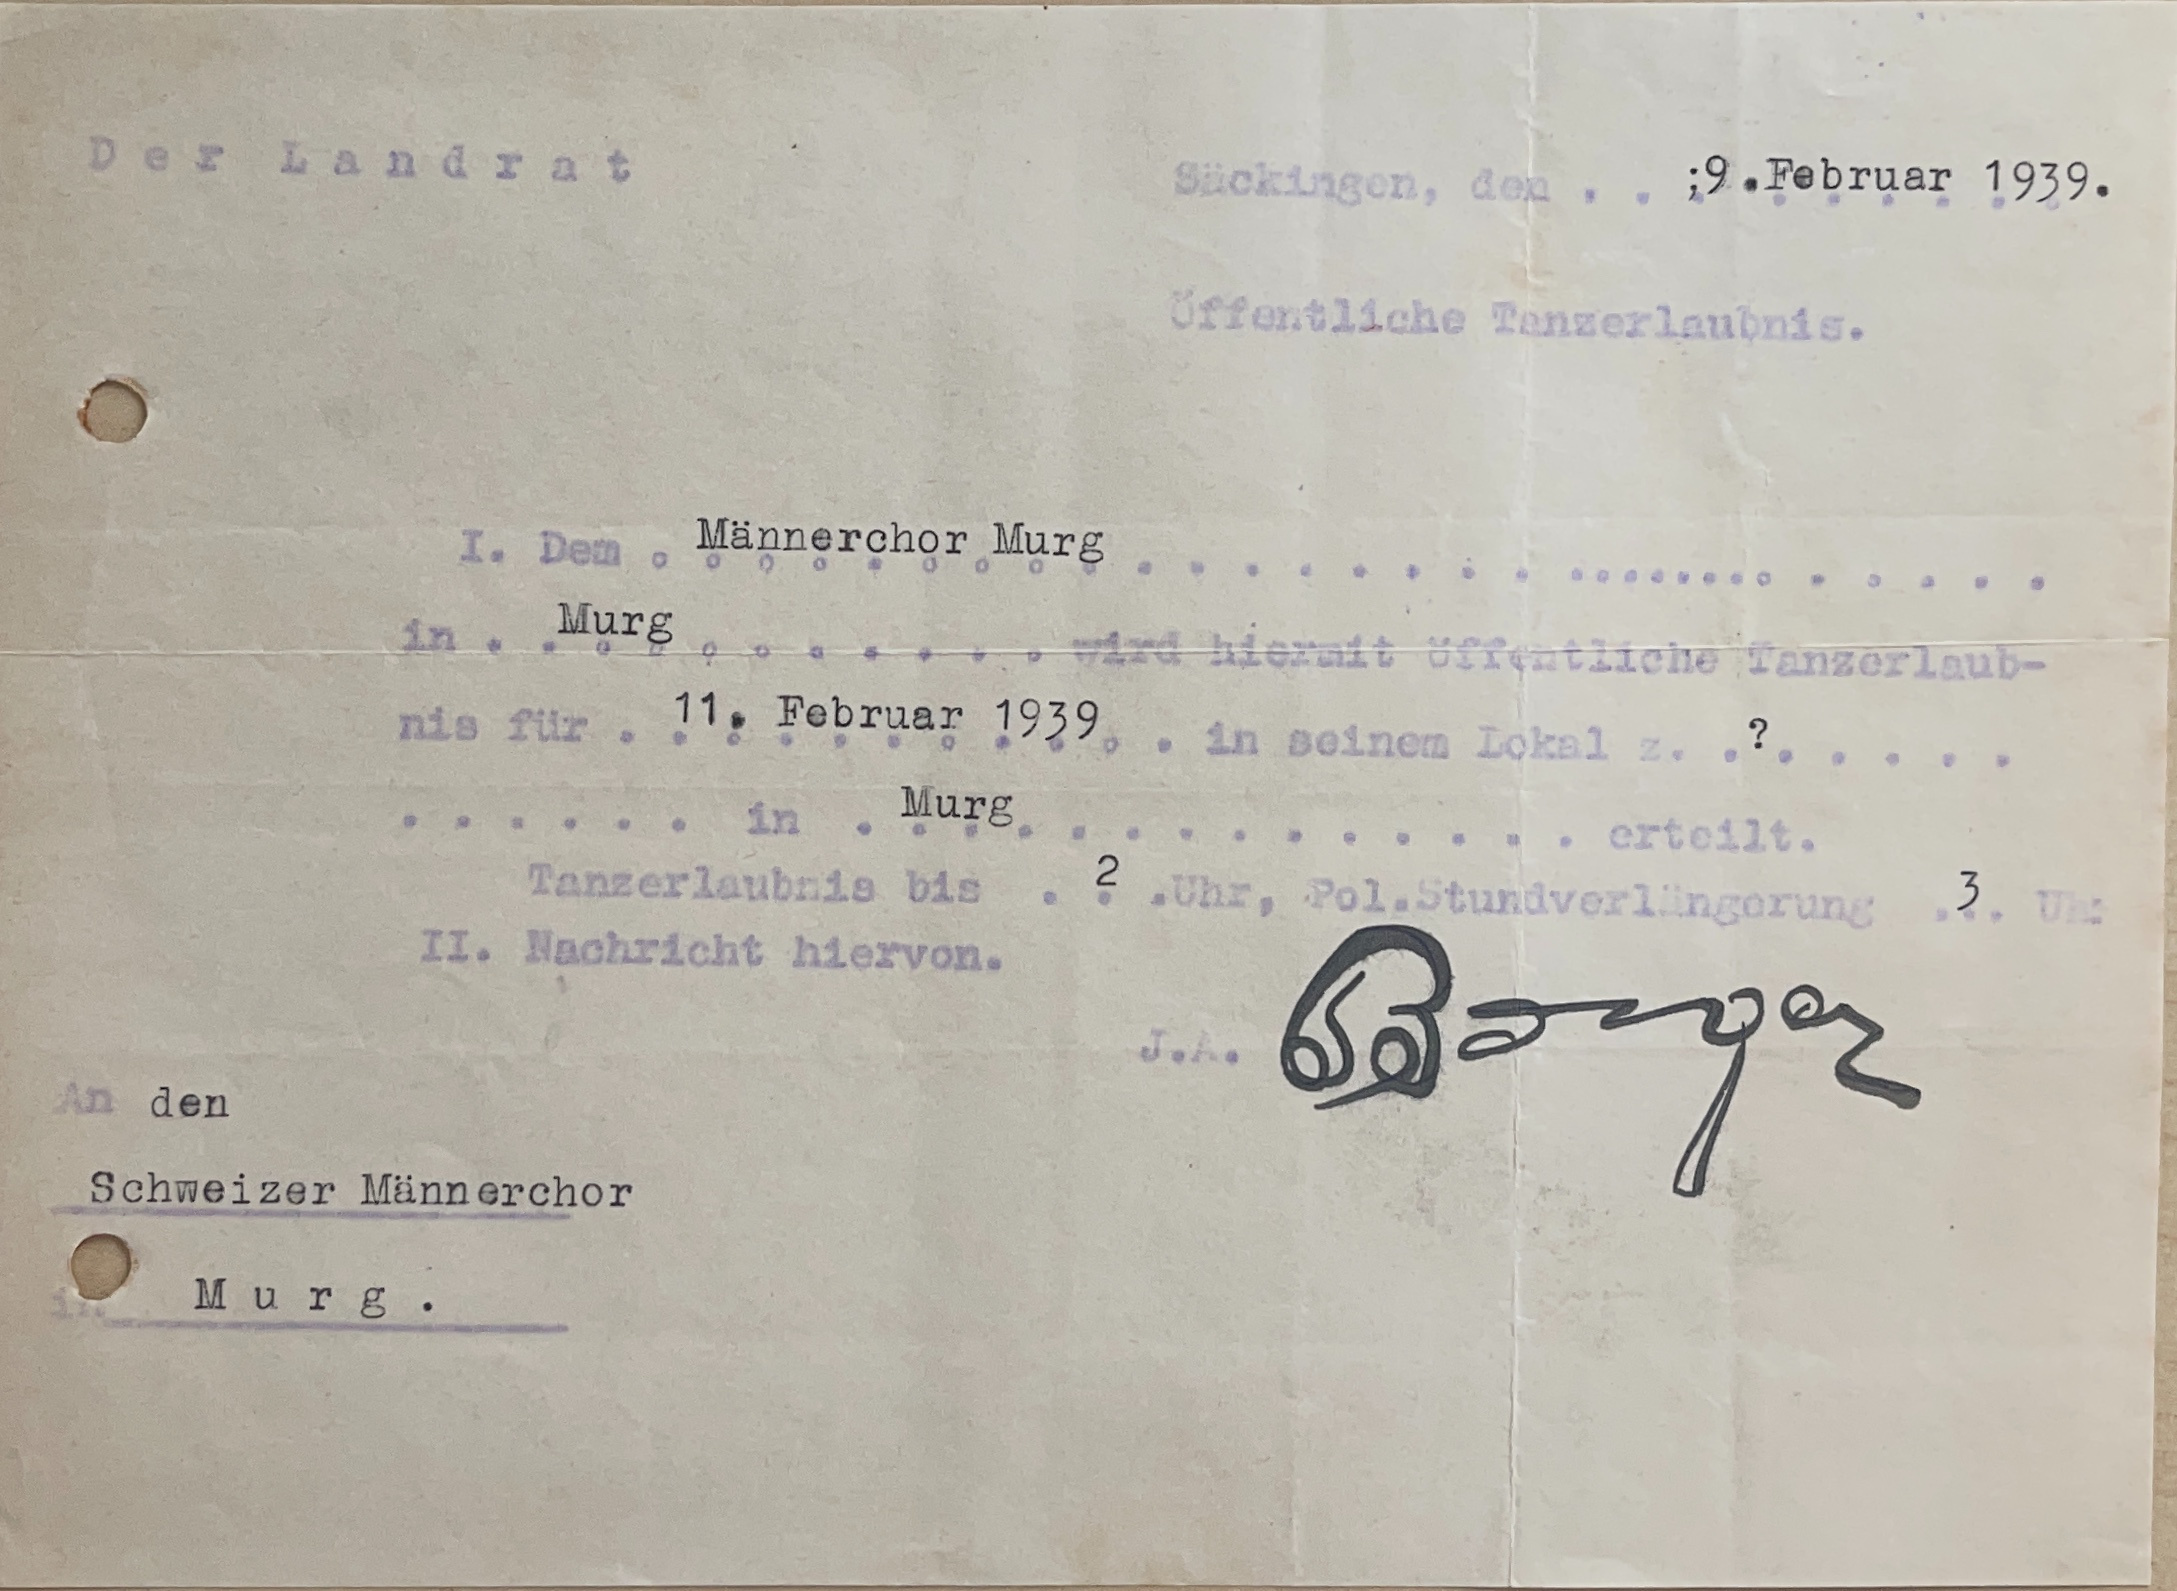 Der Landrat
Säckingen, den . . ;9.Februar 1939.
Öffentliche Tanzerlaubnis.
I. Dem . Männerchor Murg . . . . . . . . . . . . . . . . . . . . .
in . . Murg . . . . . . . wird hiermit öffentliche Tanzerlaub-
nis für . 11. Februar 1939 . . in seinem Lokal z. . ? . . . . .
. . . . . . in . Murg . . . . . . . . . . . erteilt.
Tanzerlaubnis bis . 2 .Uhr, Pol.Stundverlängerung . 3 . Uhr
II. Nachricht hiervon.
J.A.
An den
Schweizer Männerchor
in Murg.